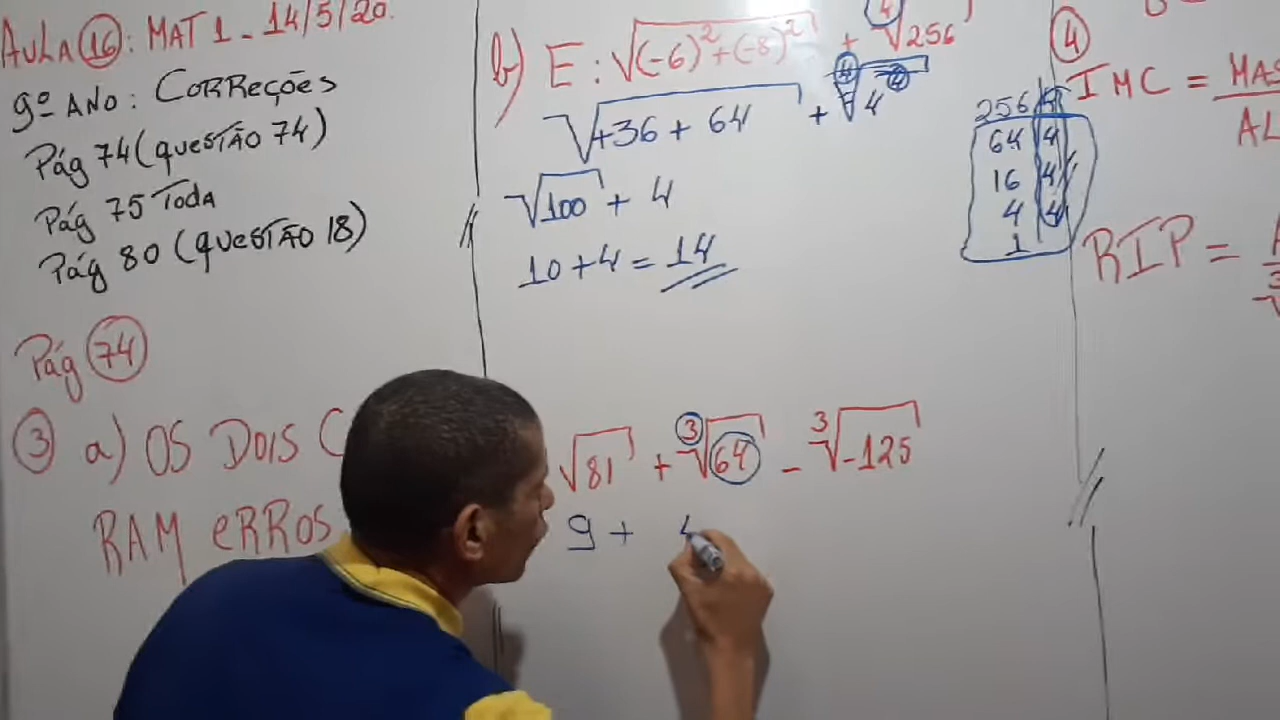 AULA 16: MAT 1 - 14/5/20.
9º ANO: CORREÇÕES
Pág 74 (QUESTÃO 74)
Pág 75 TODA
Pág 80 (QUESTÃO 18)
Pág 74
3 a) OS DOIS
RAM ERROS
b) E: √(-6)²+(-8)² + ⁴√256
√+36 + 64 + ⁴√4⁴
√100 + 4
10 + 4 = 14
256 4
64 4
16 4
4 4
1
√81 + ³√64 - ³√-125
9 + 4
4
IMC = MAS
AL
RIP =